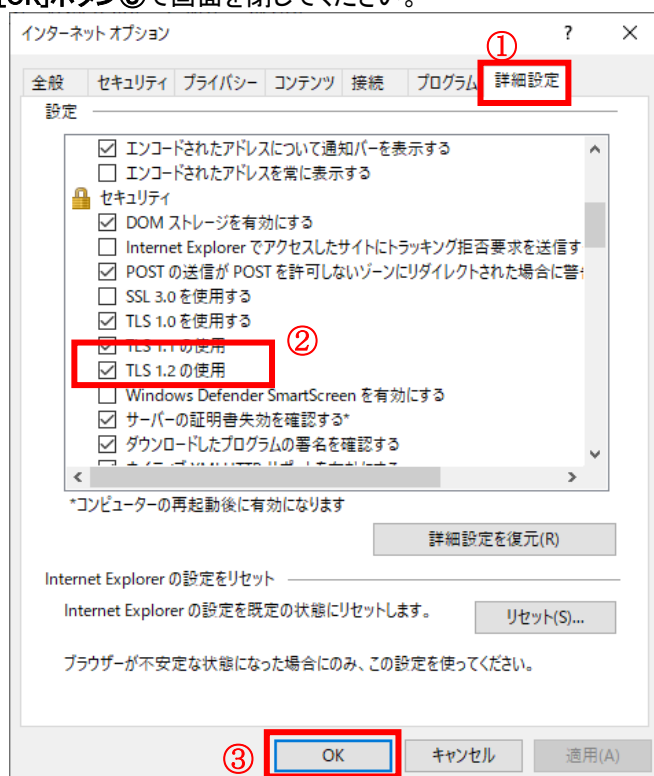 [OK]ボタン③で画面を閉じてください。
インターネット オプション ? ×
①
全般 セキュリティ プライバシー コンテンツ 接続 プログラム 詳細設定
設定
エンコードされたアドレスについて通知バーを表示する
エンコードされたアドレスを常に表示する
セキュリティ
DOM ストレージを有効にする
Internet Explorer でアクセスしたサイトにトラッキング拒否要求を送信す
POST の送信が POST を許可しないゾーンにリダイレクトされた場合に警
SSL 3.0 を使用する
TLS 1.0 を使用する
TLS 1.1 の使用
②
TLS 1.2 の使用
Windows Defender SmartScreen を有効にする
サーバーの証明書失効を確認する*
ダウンロードしたプログラムの署名を確認する
*コンピューターの再起動後に有効になります
詳細設定を復元(R)
Internet Explorer の設定をリセット
Internet Explorer の設定を既定の状態にリセットします。
リセット(S)...
ブラウザーが不安定な状態になった場合にのみ、この設定を使ってください。
③ OK キャンセル 適用(A)